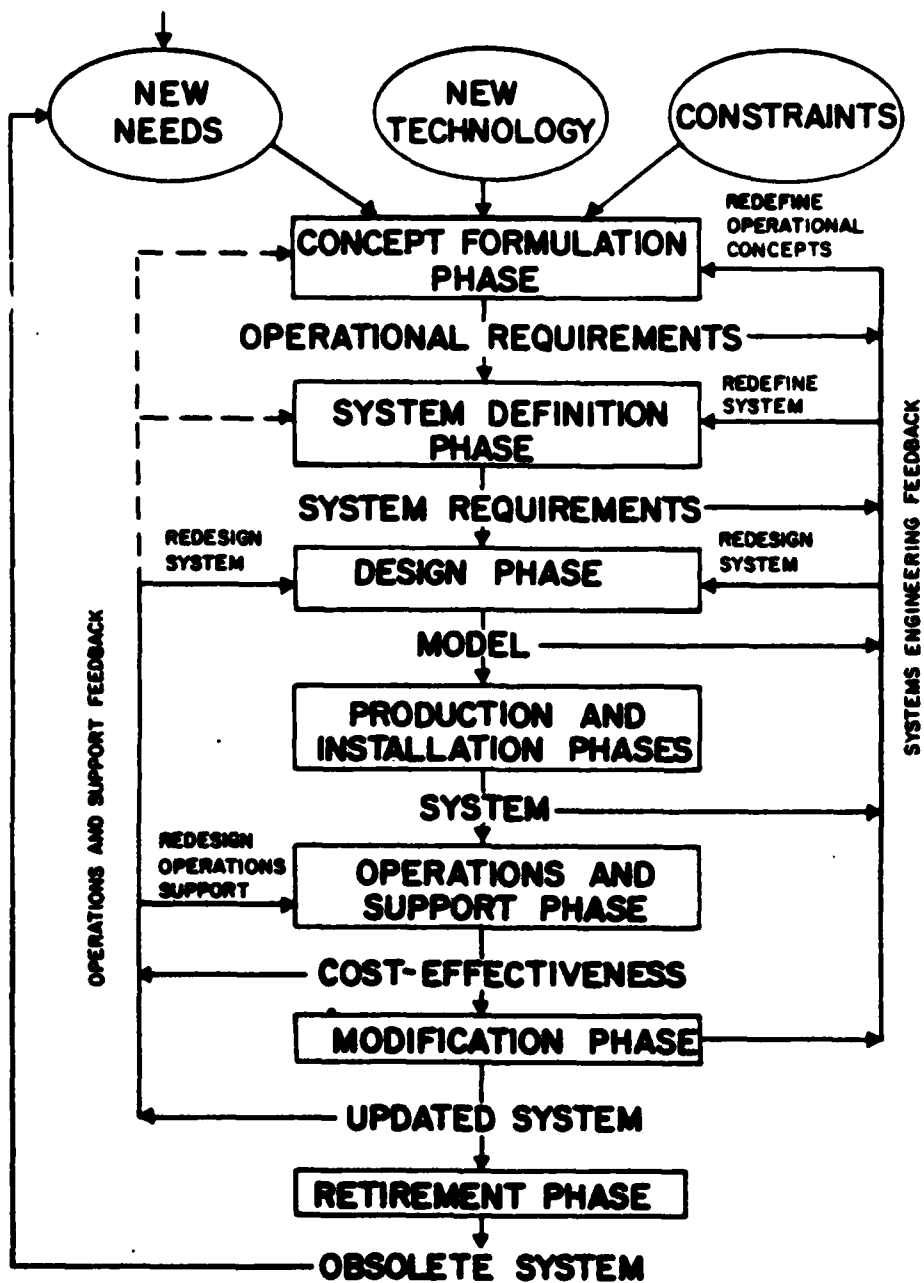 NEW
NEEDS
NEW
TECHNOLOGY
CONSTRAINTS
REDEFINE
OPERATIONAL
CONCEPTS
CONCEPT FORMULATION
PHASE
OPERATIONAL REQUIREMENTS
REDEFINE
SYSTEM
SYSTEM DEFINITION
PHASE
SYSTEM REQUIREMENTS
REDESIGN
SYSTEM
REDESIGN
SYSTEM
DESIGN PHASE
MODEL
PRODUCTION AND
INSTALLATION PHASES
SYSTEM
REDESIGN
OPERATIONS
SUPPORT
OPERATIONS AND
SUPPORT PHASE
COST-EFFECTIVENESS
MODIFICATION PHASE
UPDATED SYSTEM
RETIREMENT PHASE
OBSOLETE SYSTEM
OPERATIONS AND SUPPORT FEEDBACK
SYSTEMS ENGINEERING FEEDBACK